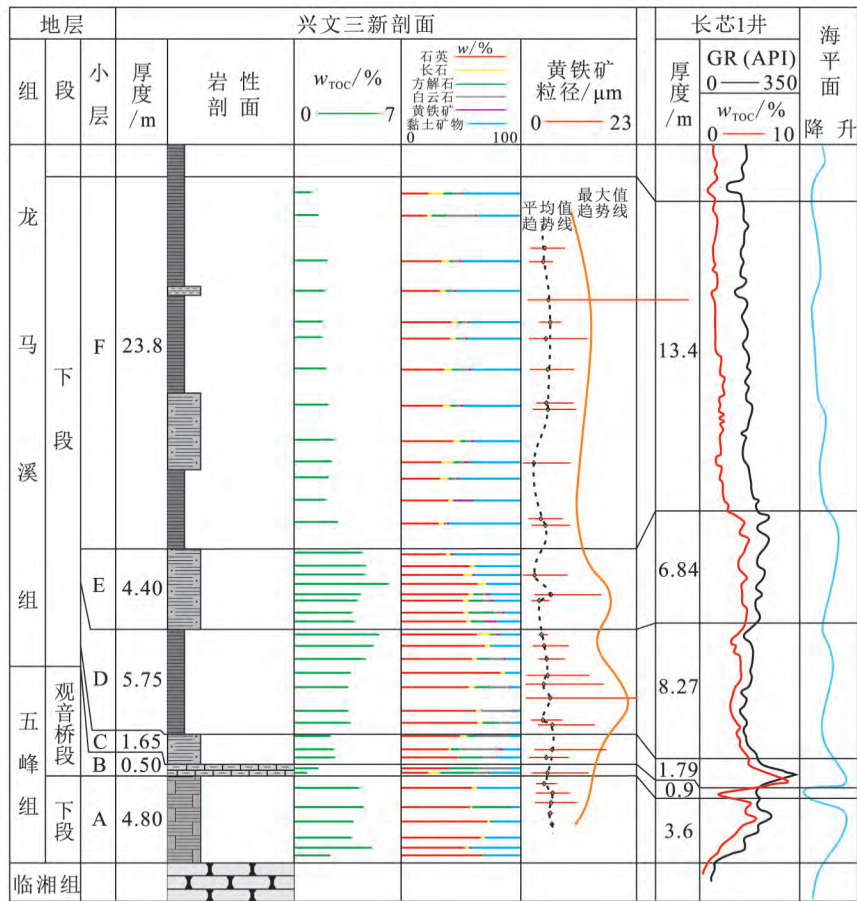 地层
兴文三新剖面
长芯1井
海平面
降 升
组
段
小层
厚度/m
岩性剖面
wTOC/%
0 7
w/%
石英
长石
方解石
白云石
黄铁矿
黏土矿物
0 100
黄铁矿粒径/μm
0 23
厚度/m
GR (API)
0 350
wTOC/%
0 10
平均值趋势线
最大值趋势线
龙马溪组
下段
F
23.8
13.4
E
4.40
6.84
D
5.75
8.27
五峰组
观音桥段
C
1.65
1.79
B
0.50
0.9
下段
A
4.80
3.6
临湘组